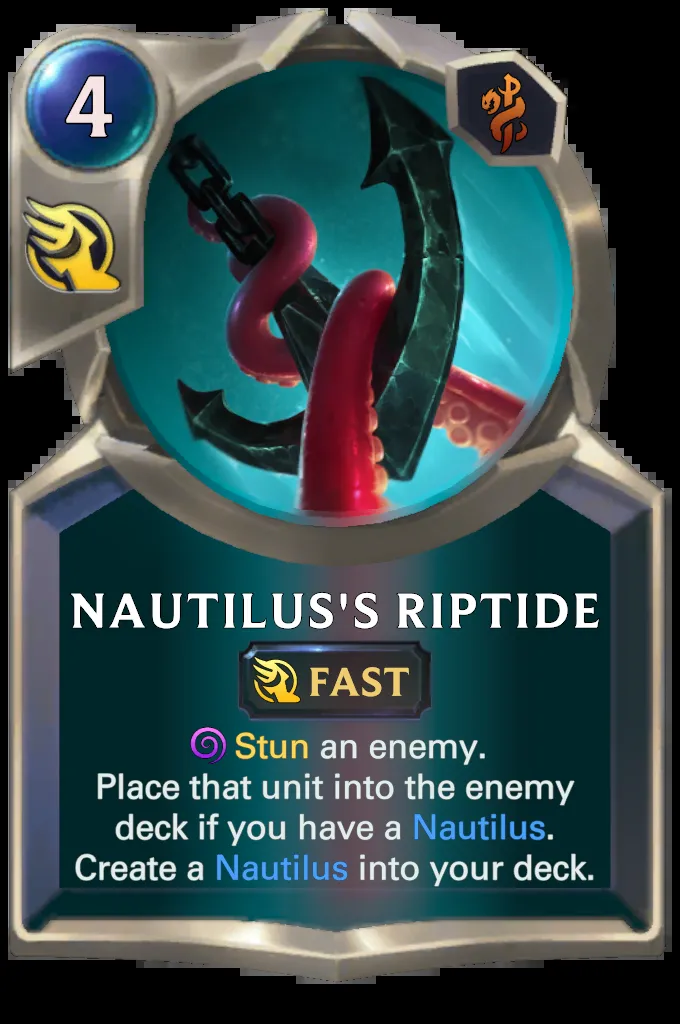 4
NAUTILUS'S RIPTIDE
FAST
Stun an enemy.
Place that unit into the enemy
deck if you have a Nautilus.
Create a Nautilus into your deck.